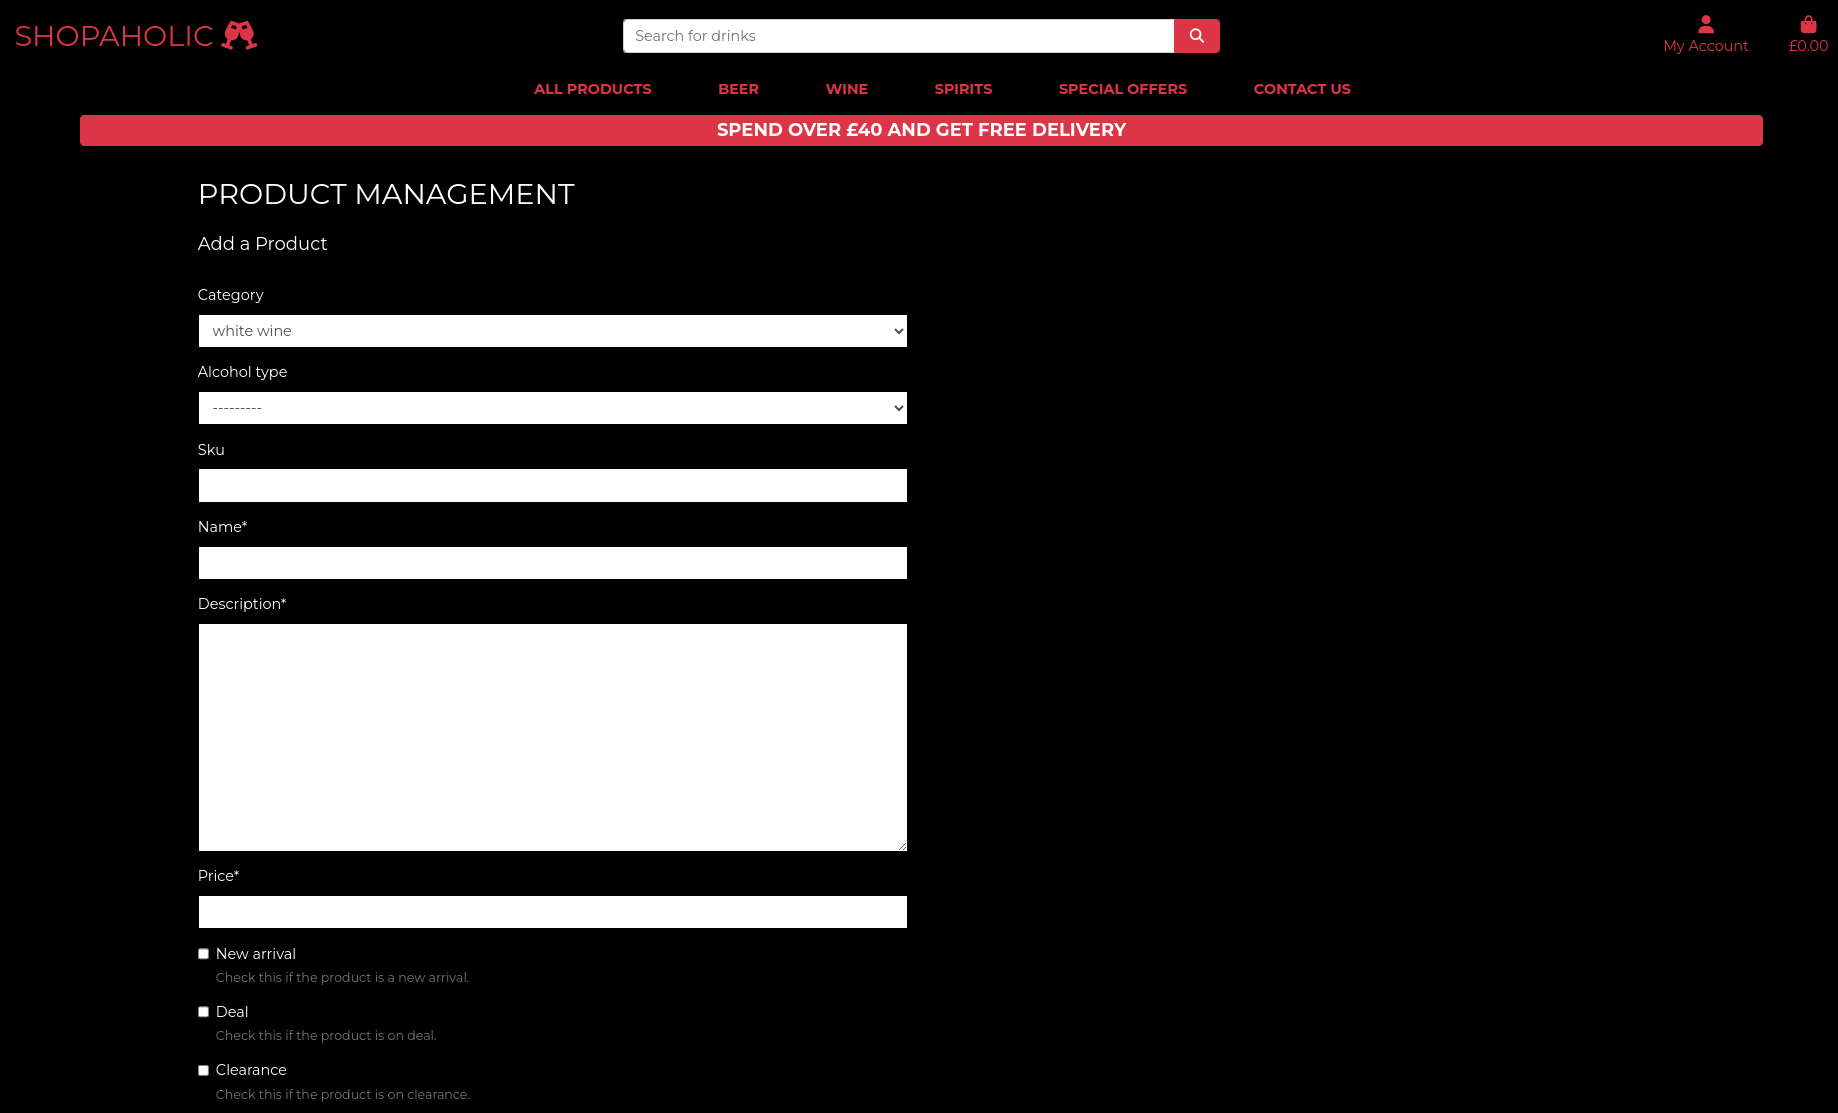 SHOPAHOLIC
Search for drinks
My Account
£0.00
ALL PRODUCTS BEER WINE SPIRITS SPECIAL OFFERS CONTACT US
SPEND OVER £40 AND GET FREE DELIVERY
PRODUCT MANAGEMENT
Add a Product
Category
white wine
Alcohol type
---------
Sku
Name*
Description*
Price*
New arrival
Check this if the product is a new arrival.
Deal
Check this if the product is on deal.
Clearance
Check this if the product is on clearance.